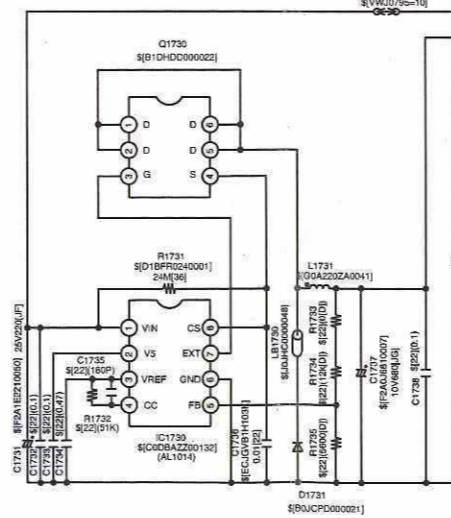 $[VWJ0795=10]
Q1730
$[B1DHDD000022]
1 D D 6
2 D D 5
3 G S 4
R1731
$[D1BFR0240001]
24M[36]
L1731
$[G0A220ZA0041]
1 VIN CS 8
2 V5 EXT 7
3 VREF GND 6
4 CC FB 5
C1735
$[22](180P)
R1732
$[22](51K)
IC1730
$[C0DBAZZ00132]
(AL1014)
C1731
$[F2A1E2210050] 25V220[JF]
C1732
$[22](0.1)
C1733
$[22](0.1)
C1734
$[22](0.47)
C1736
$[ECJGVB1H103K]
0.01[22]
LB1730
$[J0JHC0000048]
R1733
$[22](0[D])
R1734
$[22](12K[D])
R1735
$[22](5600[D])
C1737
$[F2A0J6810007]
10V680[JG]
C1738 $[22](0.1)
D1731
$[B0JCPD000021]